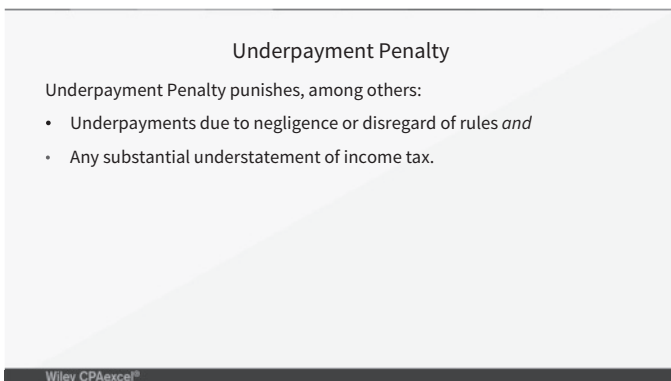 Underpayment Penalty
Underpayment Penalty punishes, among others:
• Underpayments due to negligence or disregard of rules and
• Any substantial understatement of income tax.
Wiley CPAexcel®